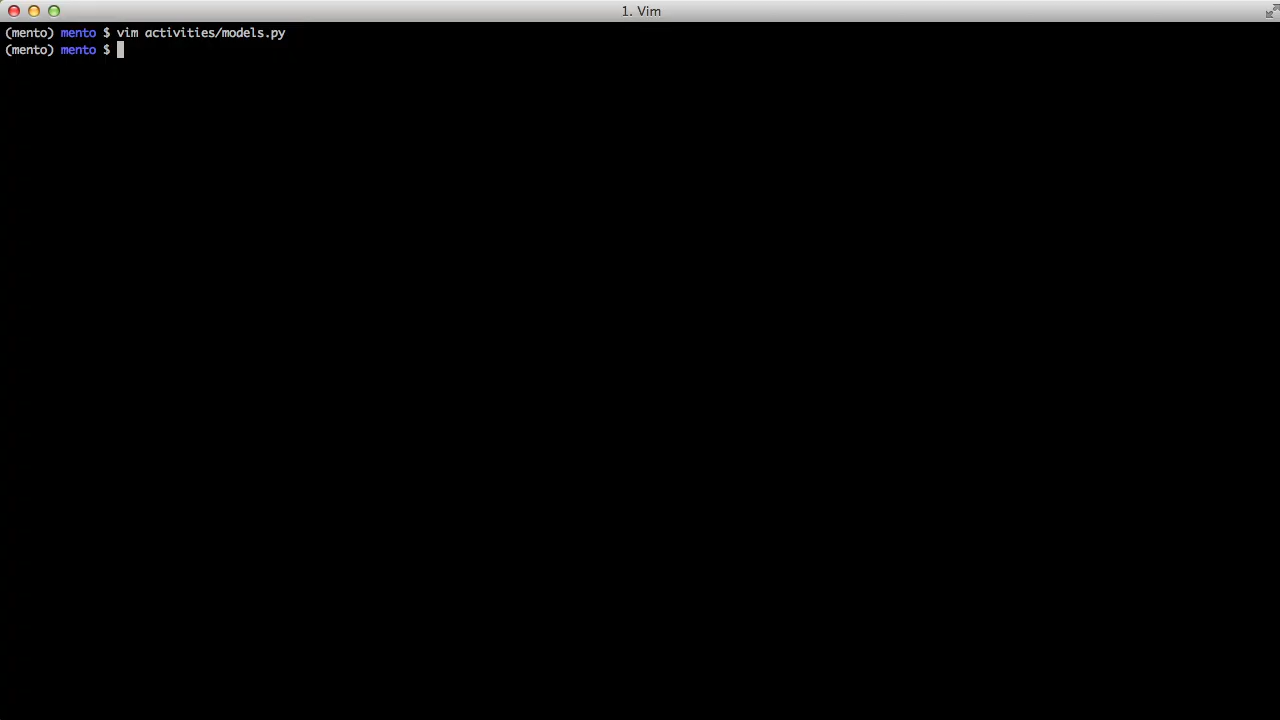 1. Vim
(mento) mento $ vim activities/models.py
(mento) mento $